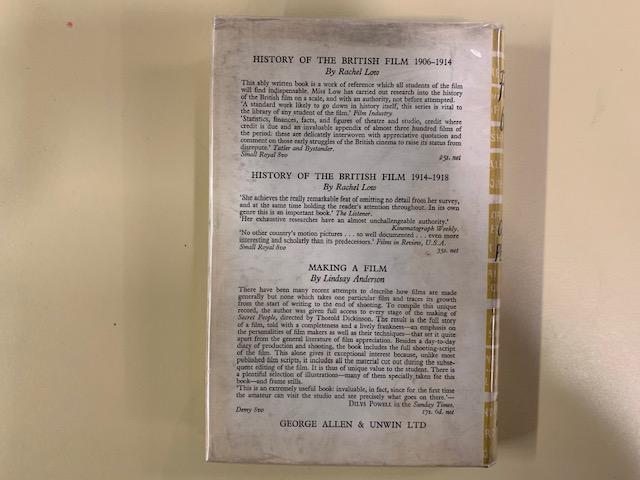 HISTORY OF THE BRITISH FILM 1906-1914
By Rachel Low
This ably written book is a work of reference which all students of the film
will find indispensable. Miss Low has carried out research into the history
of the British film on a scale, and with an authority, not before attempted.
'A standard work likely to go down in history itself, this series is vital to
the library of any student of the film.' Film Industry
'Statistics, finances, facts, and figures of theatre and studio, credit where
credit is due and an invaluable appendix of almost three hundred films of
the period: these are delicately interwoven with appreciative quotation and
comment on those early struggles of the British cinema to raise its status from
disrepute.' Tatler and Bystander.
Small Royal 8vo 25s. net
HISTORY OF THE BRITISH FILM 1914-1918
By Rachel Low
'She achieves the really remarkable feat of omitting no detail from her survey,
and at the same time holding the reader's attention throughout. In its own
genre this is an important book.' The Listener.
'Her exhaustive researches have an almost unchallengeable authority.'
Kinematograph Weekly.
'No other country's motion pictures . . . so well documented . . . even more
interesting and scholarly than its predecessors.' Films in Review, U.S.A.
Small Royal 8vo 35s. net
MAKING A FILM
By Lindsay Anderson
There have been many recent attempts to describe how films are made
generally but none which takes one particular film and traces its growth
from the start of writing to the end of shooting. To compile this unique
record, the author was given full access to every stage of the making of
Secret People, directed by Thorold Dickinson. The result is the full story
of a film, told with a completeness and a lively frankness—an emphasis on
the personalities of film makers as well as their techniques—that set it quite
apart from the general literature of film appreciation. Besides a day-to-day
diary of production and shooting, the book includes the full shooting-script
of the film. This alone gives it exceptional interest because, unlike most
published film scripts, it includes all the material cut out during the subse-
quent editing of the film. It is thus of unique value to the student. There is
a plentiful selection of illustrations—many of them specially taken for this
book—and frame stills.
'This is an extremely useful book: invaluable, in fact, since for the first time
the amateur can visit the studio and see precisely what goes on there.'—
DILYS POWELL in the Sunday Times.
Demy 8vo 17s. 6d. net
GEORGE ALLEN & UNWIN LTD